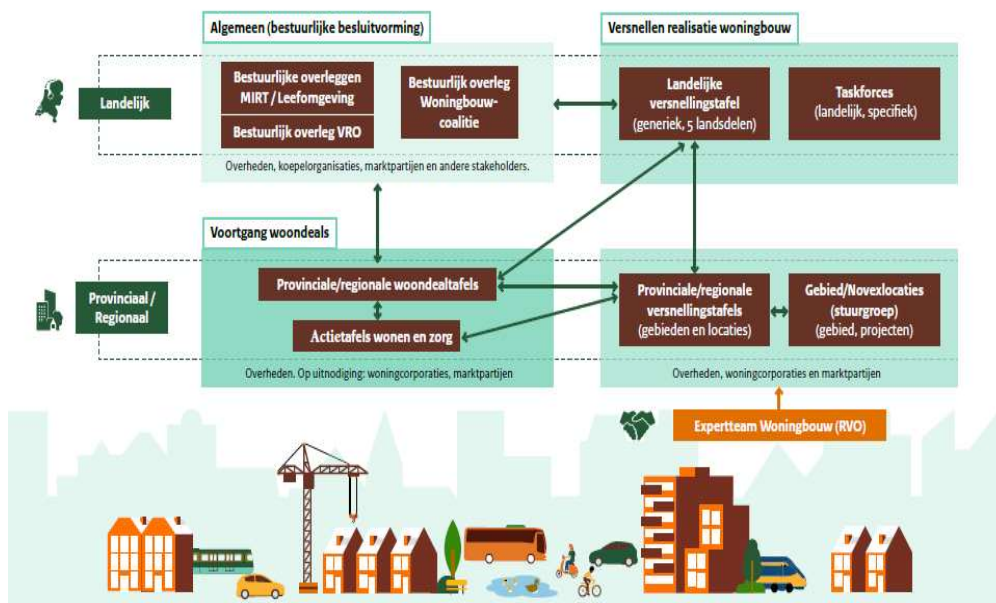 Algemeen (bestuurlijke besluitvorming)
Versnellen realisatie woningbouw
Landelijk
Bestuurlijke overleggen
MIRT / Leefomgeving
Bestuurlijk overleg VRO
Bestuurlijk overleg
Woningbouw-
coalitie
Landelijke
versnellingstafel
(generiek, 5 landsdelen)
Taskforces
(landelijk, specifiek)
Overheden, koepelorganisaties, marktpartijen en andere stakeholders.
Voortgang woondeals
Provinciaal /
Regionaal
Provinciale/regionale woondealtafels
Actietafels wonen en zorg
Provinciale/regionale
versnellingstafels
(gebieden en locaties)
Gebied/Novexlocaties
(stuurgroep)
(gebied, projecten)
Overheden. Op uitnodiging: woningcorporaties, marktpartijen
Overheden, woningcorporaties en marktpartijen
Expertteam Woningbouw (RVO)